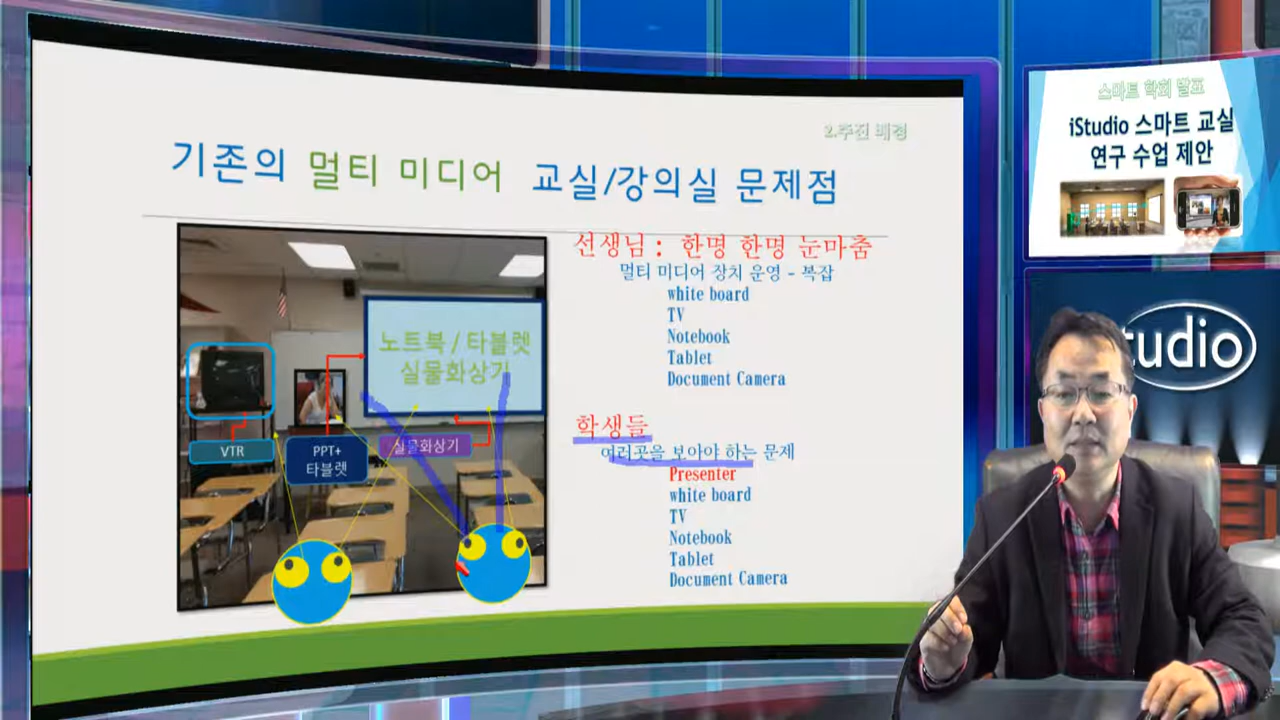 2.추진 배경
기존의 멀티 미디어 교실/강의실 문제점
선생님 : 한명 한명 눈마춤
멀티 미디어 장치 운영 - 복잡
white board
TV
Notebook
Tablet
Document Camera
학생들
여러곳을 보아야 하는 문제
Presenter
white board
TV
Notebook
Tablet
Document Camera
노트북 / 타블렛
실물화상기
VTR
PPT+
타블렛
실물화상기
스마트 학회 발표
iStudio 스마트 교실
연구 수업 제안
tudio